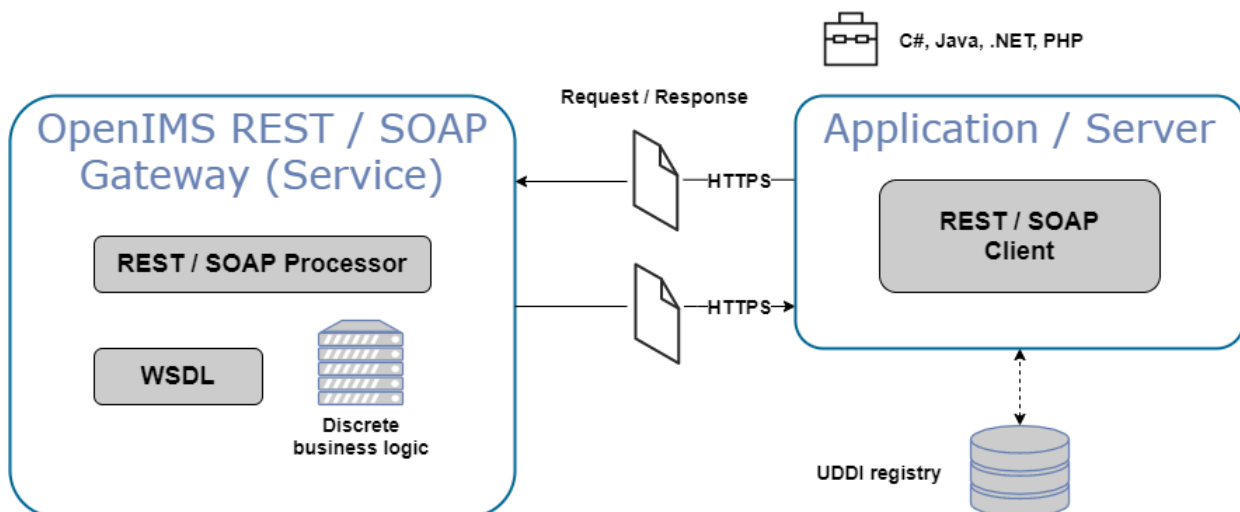 C#, Java, .NET, PHP
Request / Response
OpenIMS REST / SOAP
Gateway (Service)
Application / Server
HTTPS
REST / SOAP
Client
REST / SOAP Processor
HTTPS
WSDL
Discrete
business logic
UDDI registry